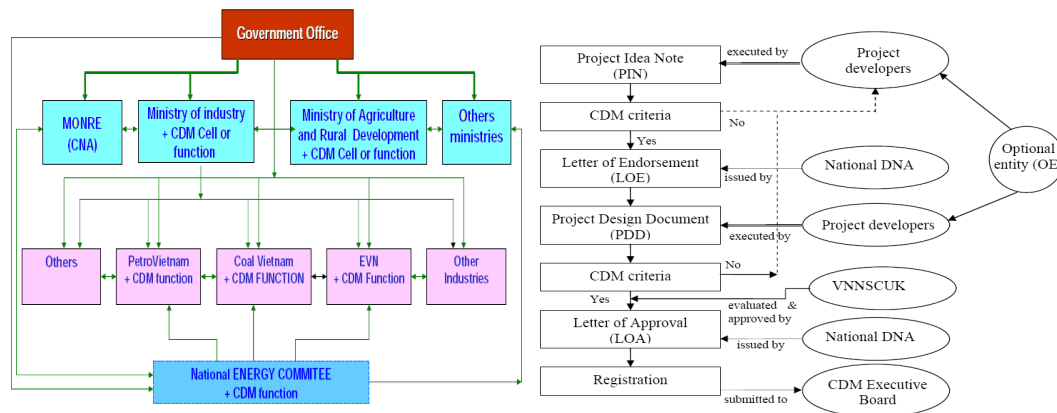 Government Office
MONRE
(CNA)
Ministry of industry
+ CDM Cell or
function
Ministry of Agriculture
and Rural Development
+ CDM Cell or function
Others
ministries
Others
PetroVietnam
+ CDM function
Coal Vietnam
+ CDM FUNCTION
EVN
+ CDM Function
Other
Industries
National ENERGY COMMITEE
+ CDM function
Project Idea Note
(PIN)
executed by
Project
developers
CDM criteria
No
Yes
Letter of Endorsement
(LOE)
issued by
National DNA
Optional
entity (OE
Project Design Document
(PDD)
executed by
Project developers
CDM criteria
No
Yes
VNNSCUK
evaluated &
approved by
Letter of Approval
(LOA)
issued by
National DNA
Registration
submitted to
CDM Executive
Board